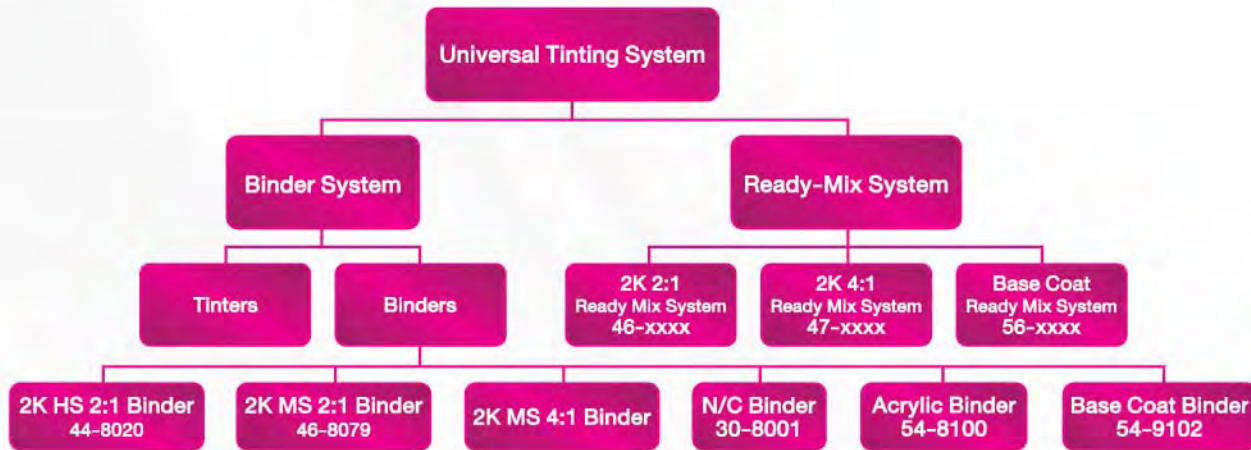 Universal Tinting System
Binder System
Ready-Mix System
Tinters
Binders
2K 2:1
Ready Mix System
46-xxxx
2K 4:1
Ready Mix System
47-xxxx
Base Coat
Ready Mix System
56-xxxx
2K HS 2:1 Binder
44-8020
2K MS 2:1 Binder
46-8079
2K MS 4:1 Binder
N/C Binder
30-8001
Acrylic Binder
54-8100
Base Coat Binder
54-9102